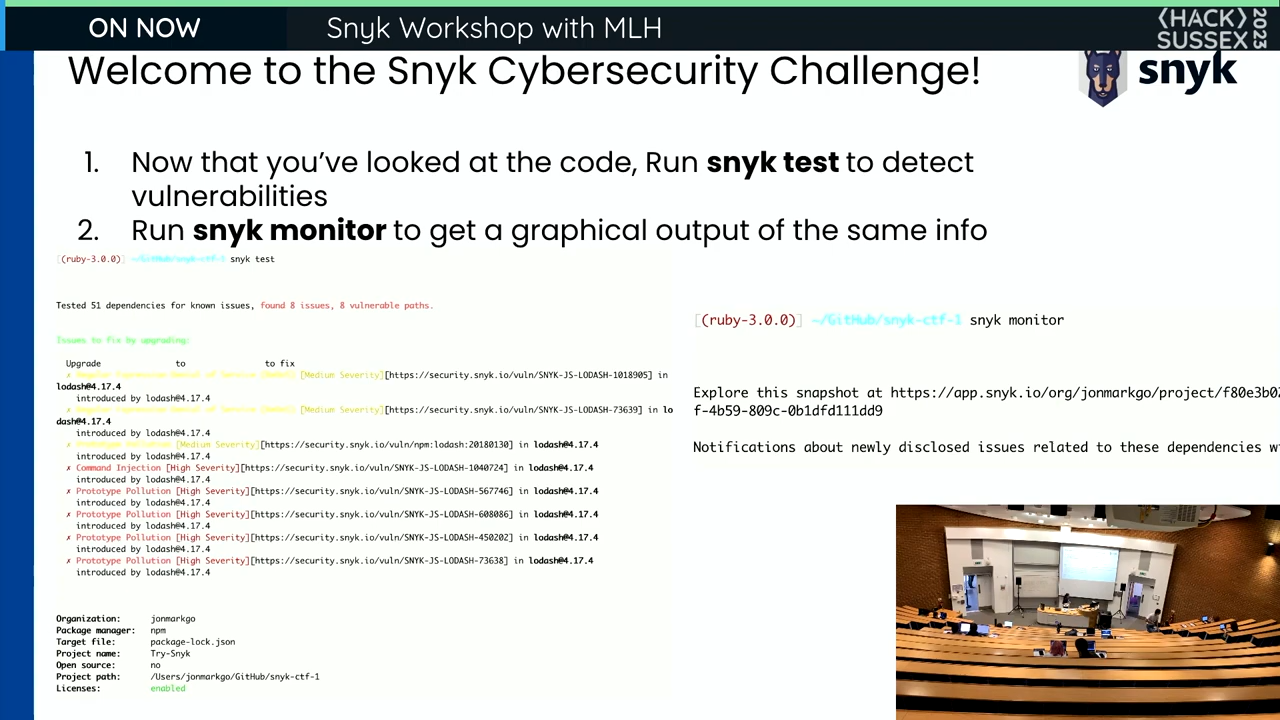 ON NOW
Snyk Workshop with MLH
⟨HACK⟩
SUSSEX
2023
Welcome to the Snyk Cybersecurity Challenge!
snyk
1. Now that you've looked at the code, Run snyk test to detect
vulnerabilities
2. Run snyk monitor to get a graphical output of the same info
[(ruby-3.0.0)] ~/GitHub/snyk-ctf-1 snyk test
Tested 51 dependencies for known issues, found 8 issues, 8 vulnerable paths.
Issues to fix by upgrading:
Upgrade to to fix
[Medium Severity][https://security.snyk.io/vuln/SNYK-JS-LODASH-1018905] in
lodash@4.17.4
introduced by lodash@4.17.4
[Medium Severity][https://security.snyk.io/vuln/SNYK-JS-LODASH-73639] in lo
dash@4.17.4
introduced by lodash@4.17.4
✗ Prototype Pollution [Medium Severity][https://security.snyk.io/vuln/npm:lodash:20180130] in lodash@4.17.4
introduced by lodash@4.17.4
✗ Command Injection [High Severity][https://security.snyk.io/vuln/SNYK-JS-LODASH-1040724] in lodash@4.17.4
introduced by lodash@4.17.4
✗ Prototype Pollution [High Severity][https://security.snyk.io/vuln/SNYK-JS-LODASH-567746] in lodash@4.17.4
introduced by lodash@4.17.4
✗ Prototype Pollution [High Severity][https://security.snyk.io/vuln/SNYK-JS-LODASH-608086] in lodash@4.17.4
introduced by lodash@4.17.4
✗ Prototype Pollution [High Severity][https://security.snyk.io/vuln/SNYK-JS-LODASH-450202] in lodash@4.17.4
introduced by lodash@4.17.4
✗ Prototype Pollution [High Severity][https://security.snyk.io/vuln/SNYK-JS-LODASH-73638] in lodash@4.17.4
introduced by lodash@4.17.4
Organization: jonmarkgo
Package manager: npm
Target file: package-lock.json
Project name: Try-Snyk
Open source: no
Project path: /Users/jonmarkgo/GitHub/snyk-ctf-1
Licenses: enabled
[(ruby-3.0.0)] ~/GitHub/snyk-ctf-1 snyk monitor
Explore this snapshot at https://app.snyk.io/org/jonmarkgo/project/f80e3b0
f-4b59-809c-0b1dfd111dd9
Notifications about newly disclosed issues related to these dependencies w